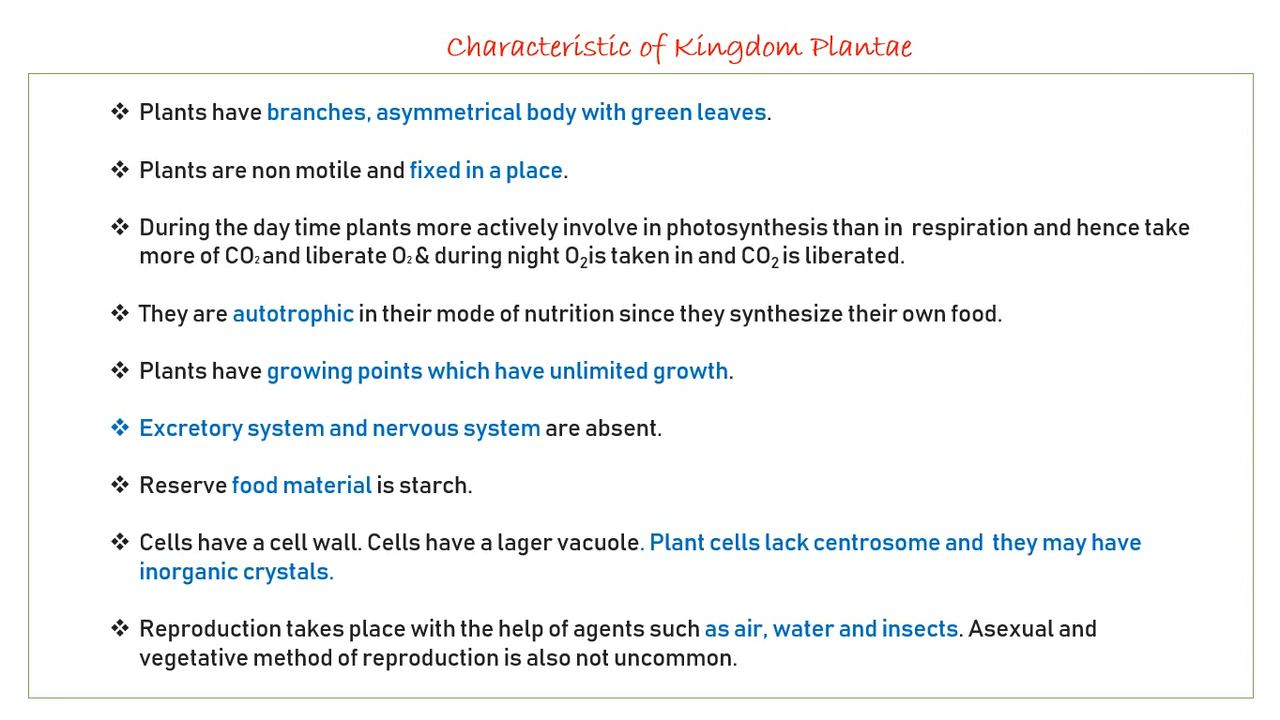 Characteristic of Kingdom Plantae
❖ Plants have branches, asymmetrical body with green leaves.
❖ Plants are non motile and fixed in a place.
❖ During the day time plants more actively involve in photosynthesis than in respiration and hence take
more of CO₂ and liberate O₂ & during night O₂is taken in and CO₂ is liberated.
❖ They are autotrophic in their mode of nutrition since they synthesize their own food.
❖ Plants have growing points which have unlimited growth.
❖ Excretory system and nervous system are absent.
❖ Reserve food material is starch.
❖ Cells have a cell wall. Cells have a lager vacuole. Plant cells lack centrosome and they may have
inorganic crystals.
❖ Reproduction takes place with the help of agents such as air, water and insects. Asexual and
vegetative method of reproduction is also not uncommon.